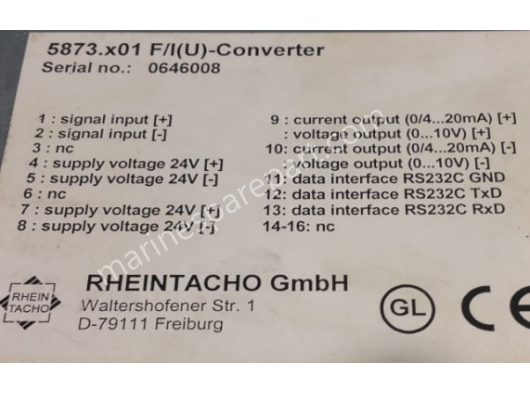 5873.x01 F/I(U)-Converter
Serial no.: 0646008
1 : signal input [+]
2 : signal input [-]
3 : nc
4 : supply voltage 24V [+]
5 : supply voltage 24V [-]
6 : nc
7 : supply voltage 24V [+]
8 : supply voltage 24V [-]
9 : current output (0/4...20mA) [+]
: voltage output (0...10V) [+]
10: current output (0/4...20mA) [-]
: voltage output (0...10V) [-]
11: data interface RS232C GND
12: data interface RS232C TxD
13: data interface RS232C RxD
14-16: nc
RHEIN
TACHO
RHEINTACHO GmbH
Waltershofener Str. 1
D-79111 Freiburg
GL
CE
marinesparepart.com